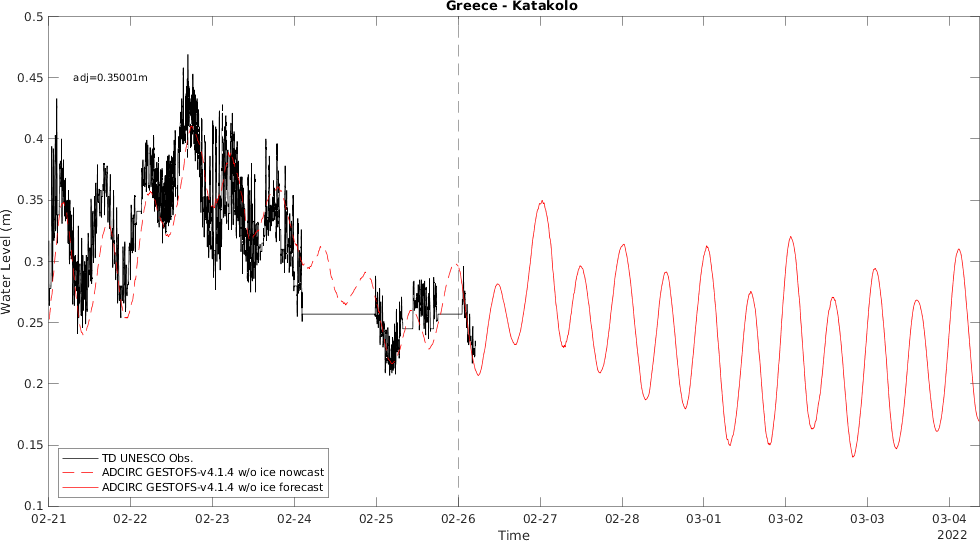 Greece - Katakolo
0.5
0.45
0.4
0.35
0.3
0.25
0.2
0.15
0.1
Water Level (m)
adj=0.35001m
TD UNESCO Obs.
ADCIRC GESTOFS-v4.1.4 w/o ice nowcast
ADCIRC GESTOFS-v4.1.4 w/o ice forecast
02-21 02-22 02-23 02-24 02-25 02-26 02-27 02-28 03-01 03-02 03-03 03-04
2022
Time